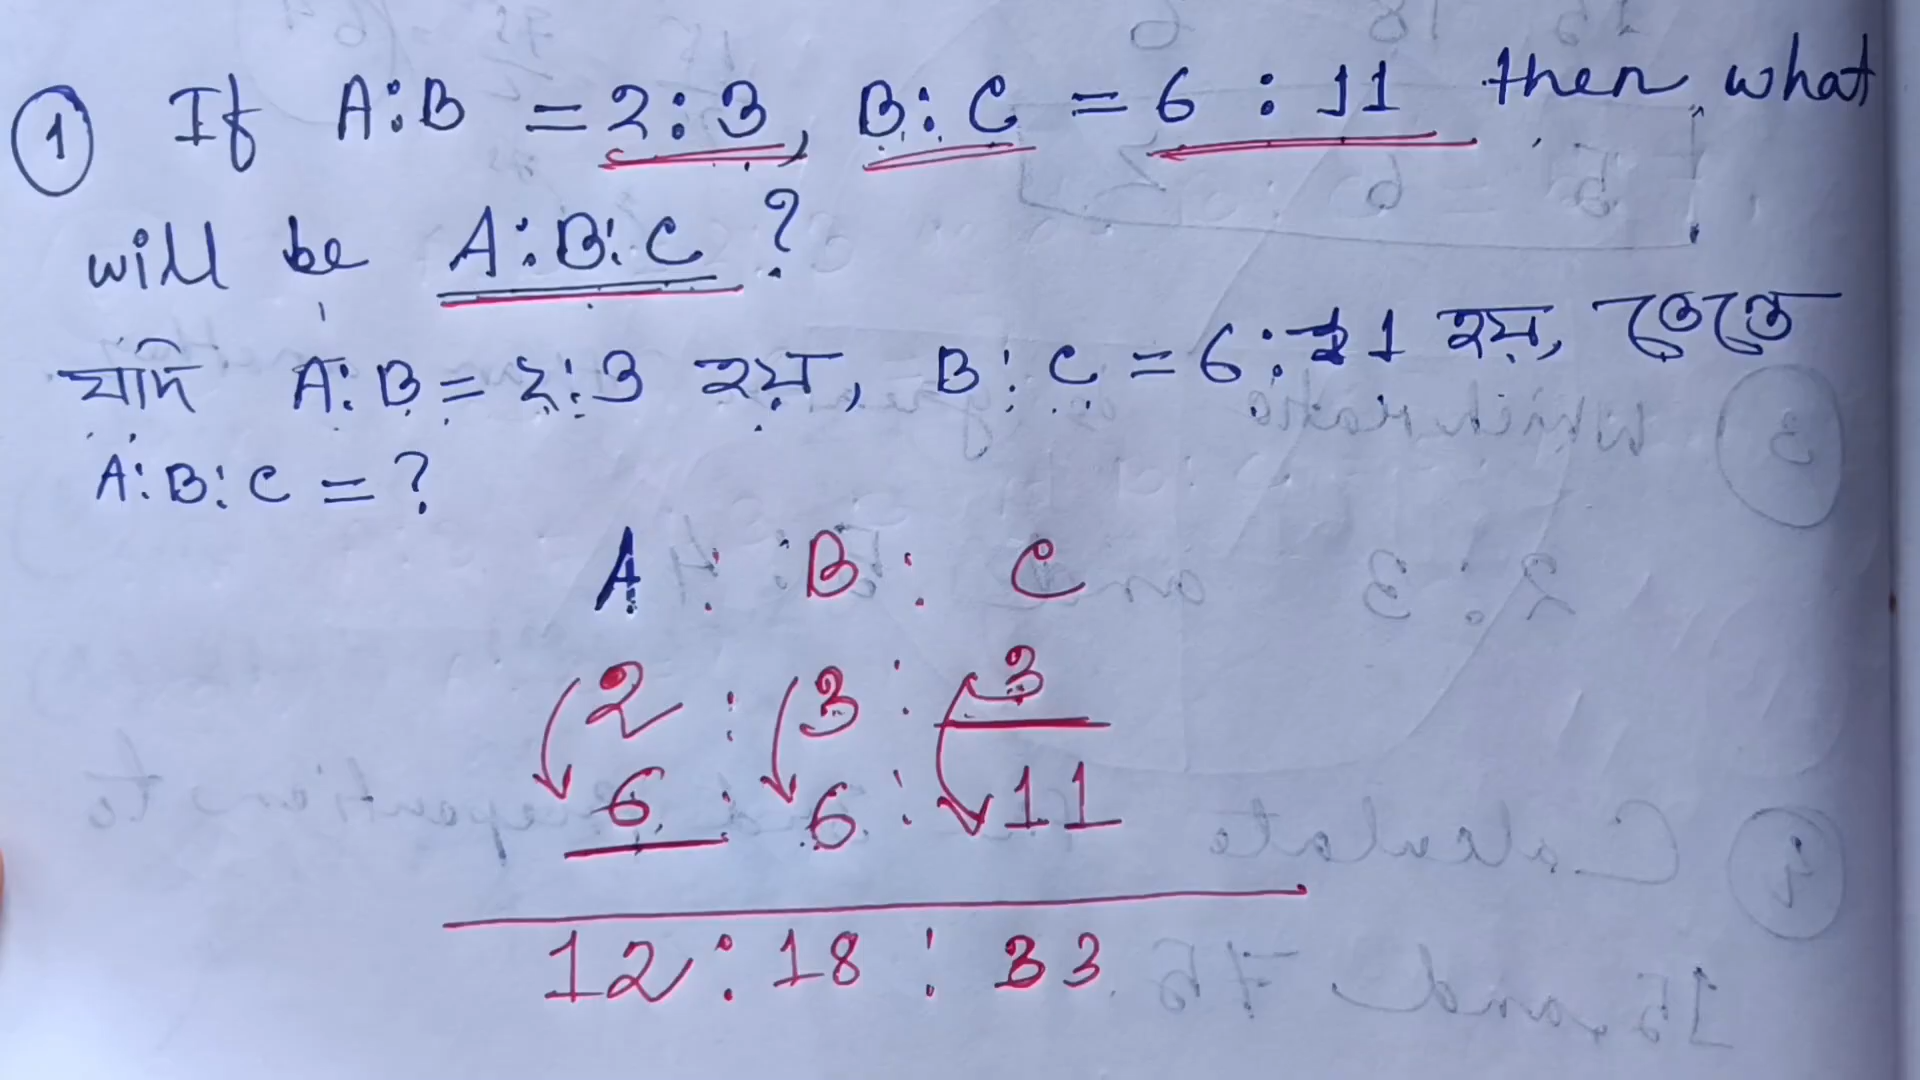 ① If A:B = 2:3, B:C = 6 : 11 then what
will be A:B:C ?
যদি A:B = 2:3 হয়, B:C = 6:11 হয়, তেন্তে
A:B:C = ?
A : B : C
2 : 3 : 3
6 : 6 : 11
12 : 18 : 33